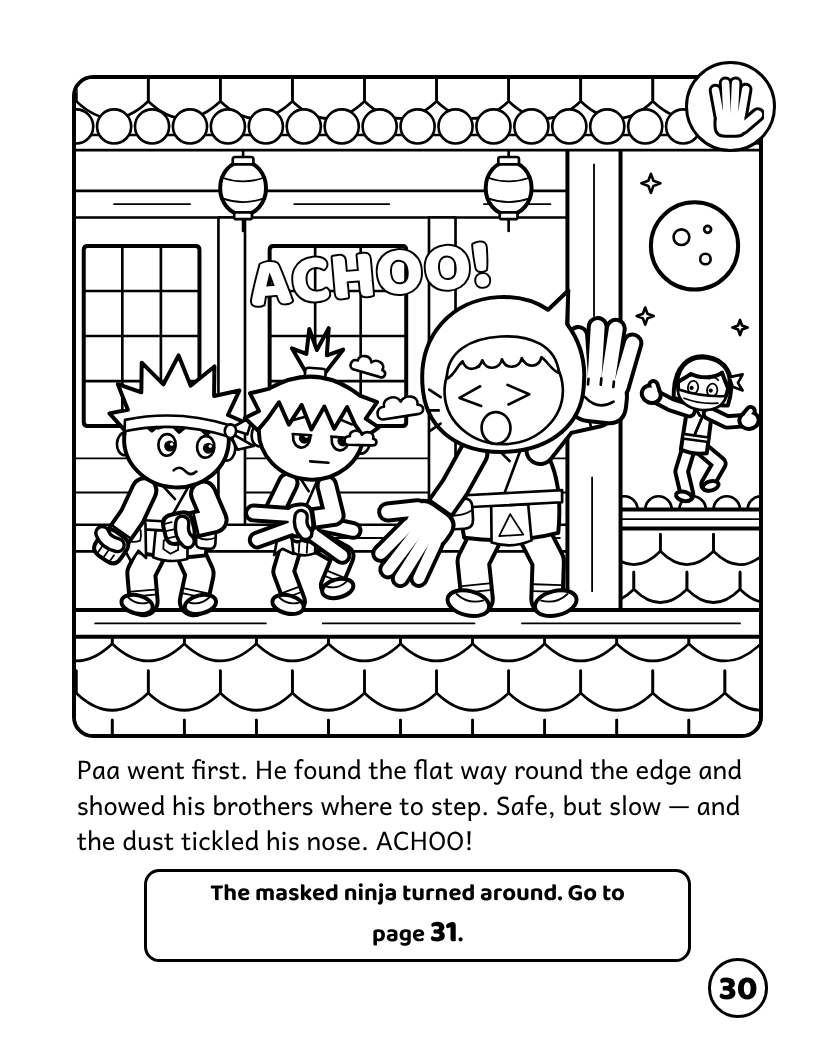 ACHOO!
Paa went first. He found the flat way round the edge and
showed his brothers where to step. Safe, but slow — and
the dust tickled his nose. ACHOO!
The masked ninja turned around. Go to
page 31.
30